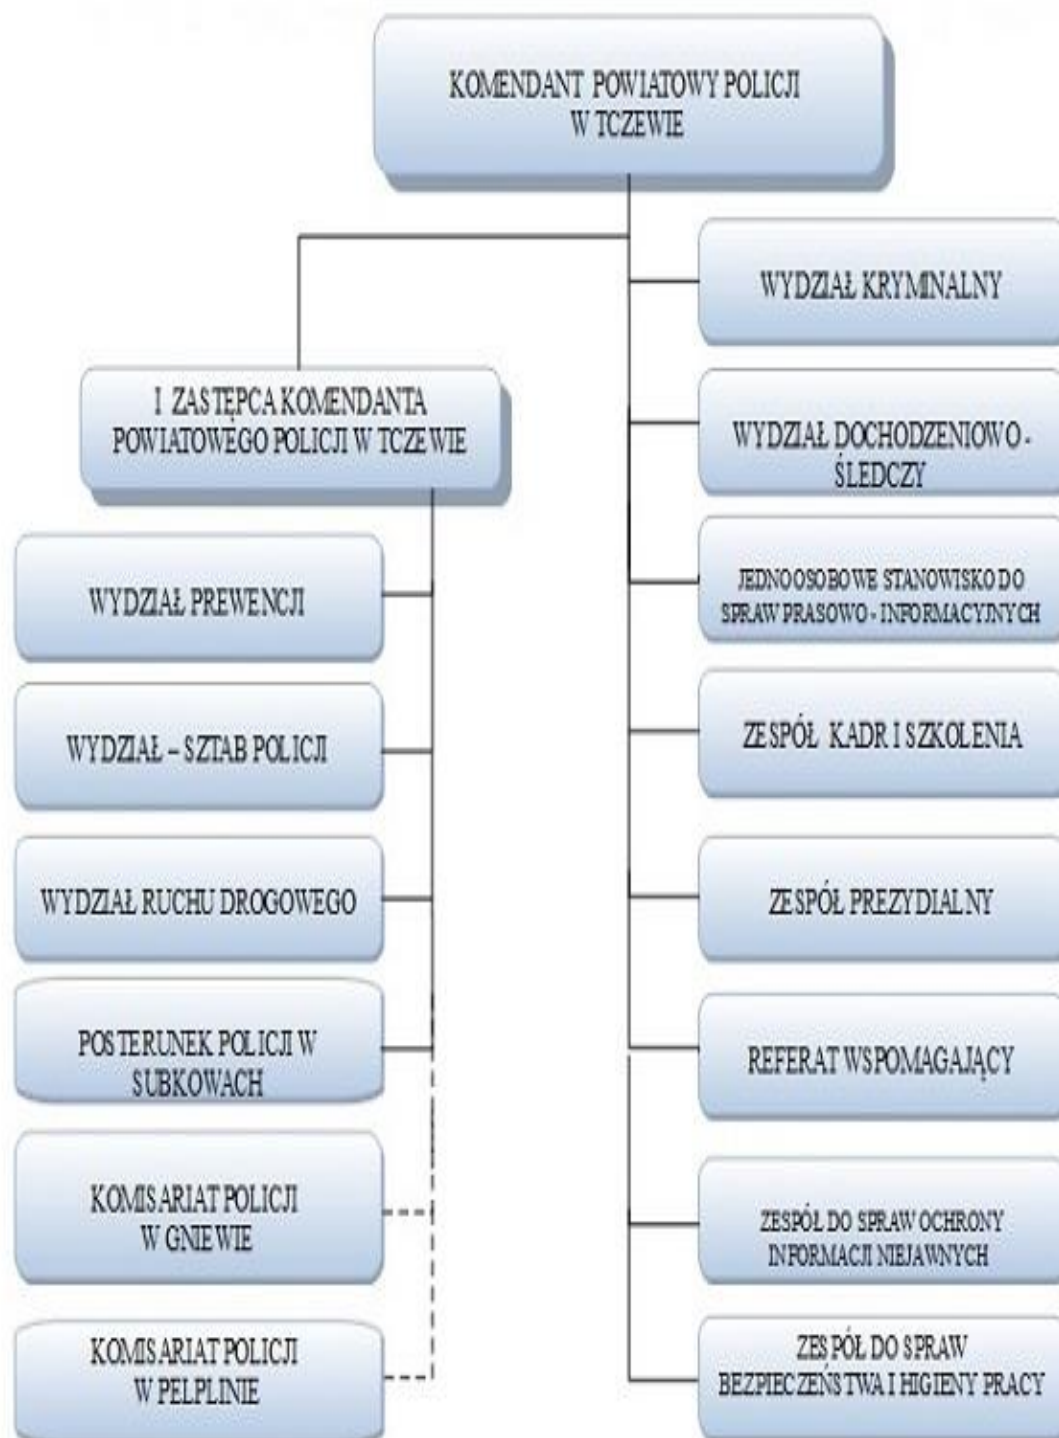 KOMENDANT POWIATOWY POLICJI
W TCZEWIE
I ZASTĘPCA KOMENDANTA
POWIATOWEGO POLICJI W TCZEWIE
WYDZIAŁ PREWENCJI
WYDZIAŁ – SZTAB POLICJI
WYDZIAŁ RUCHU DROGOWEGO
POSTERUNEK POLICJI W
SUBKOWACH
KOMISARIAT POLICJI
W GNIEWIE
KOMISARIAT POLICJI
W PELPLINIE
WYDZIAŁ KRYMINALNY
WYDZIAŁ DOCHODZENIOWO -
ŚLEDCZY
JEDNOOSOBOWE STANOWISKO DO
SPRAW PRASOWO - INFORMACYJNYCH
ZESPÓŁ KADR I SZKOLENIA
ZESPÓŁ PREZYDIALNY
REFERAT WSPOMAGAJĄCY
ZESPÓŁ DO SPRAW OCHRONY
INFORMACJI NIEJAWNYCH
ZESPÓŁ DO SPRAW
BEZPIECZEŃSTWA I HIGIENY PRACY